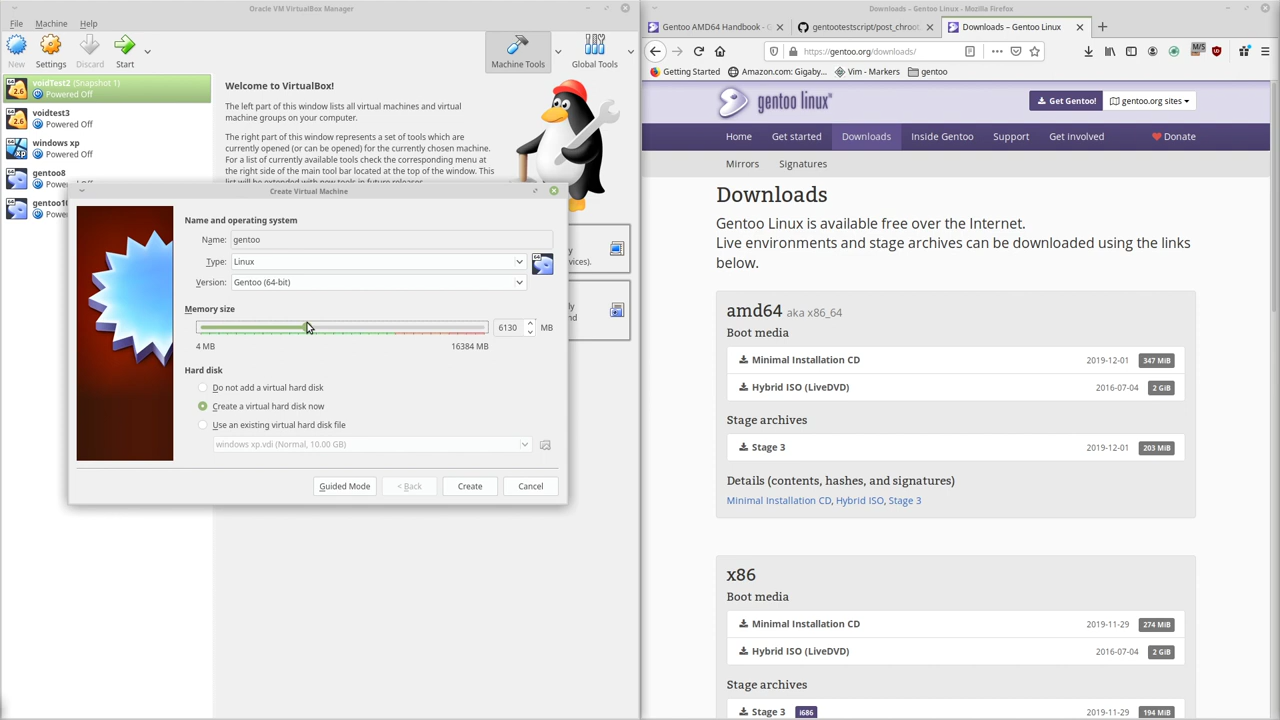 Oracle VM VirtualBox Manager
File Machine Help
New Settings Discard Start
Machine Tools Global Tools
voidTest2 (Snapshot 1)
Powered Off
voidtest3
Powered Off
windows xp
Powered Off
gentoo8
gentoo10
Welcome to VirtualBox!
The left part of this window lists all virtual machines and virtual
machine groups on your computer.
The right part of this window represents a set of tools which are
currently opened (or can be opened) for the currently chosen machine.
For a list of currently available tools check the corresponding menu at
the right side of the main tool bar located at the top of the window. This
list will be extended with new tools in future releases.
Create Virtual Machine
Name and operating system
Name: gentoo
Type: Linux
Version: Gentoo (64-bit)
Memory size
6130 MB
4 MB 16384 MB
Hard disk
Do not add a virtual hard disk
Create a virtual hard disk now
Use an existing virtual hard disk file
windows xp.vdi (Normal, 10.00 GB)
Guided Mode < Back Create Cancel
Downloads – Gentoo Linux - Mozilla Firefox
Gentoo AMD64 Handbook - G
gentootestscript/post_chroot.
Downloads – Gentoo Linux
https://gentoo.org/downloads/
Getting Started Amazon.com: Gigaby... Vim - Markers gentoo
gentoo linux
Get Gentoo! gentoo.org sites
Home Get started Downloads Inside Gentoo Support Get Involved Donate
Mirrors Signatures
Downloads
Gentoo Linux is available free over the Internet.
Live environments and stage archives can be downloaded using the links
below.
amd64 aka x86_64
Boot media
Minimal Installation CD 2019-12-01 347 MiB
Hybrid ISO (LiveDVD) 2016-07-04 2 GiB
Stage archives
Stage 3 2019-12-01 203 MiB
Details (contents, hashes, and signatures)
Minimal Installation CD, Hybrid ISO, Stage 3
x86
Boot media
Minimal Installation CD 2019-11-29 274 MiB
Hybrid ISO (LiveDVD) 2016-07-04 2 GiB
Stage archives
Stage 3 i686 2019-11-29 194 MiB